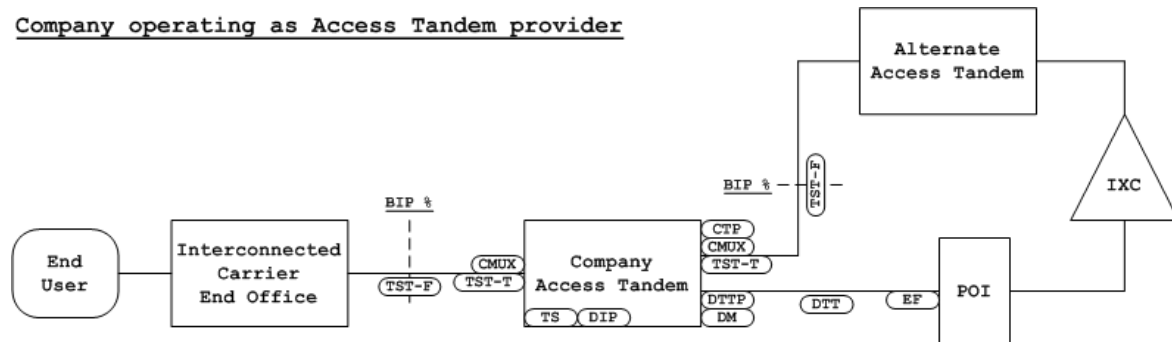 Company operating as Access Tandem provider
Alternate
Access Tandem
TST-F
BIP %
IXC
BIP %
End
User
Interconnected
Carrier
End Office
TST-F
CMUX
TST-T
Company
Access Tandem
TS
DIP
CTP
CMUX
TST-T
DTTP
DM
DTT
EF
POI